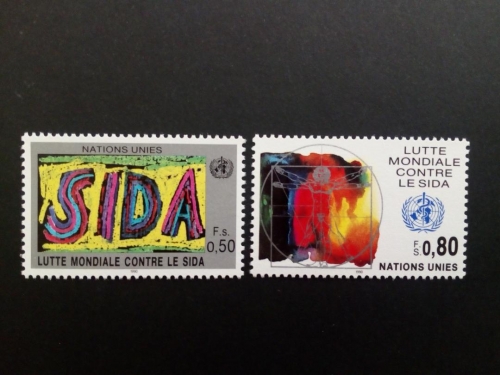 NATIONS UNIES
SIDA
F.s.
0,50
LUTTE MONDIALE CONTRE LE SIDA
LUTTE
MONDIALE
CONTRE
LE SIDA
F.S. 0,80
NATIONS UNIES